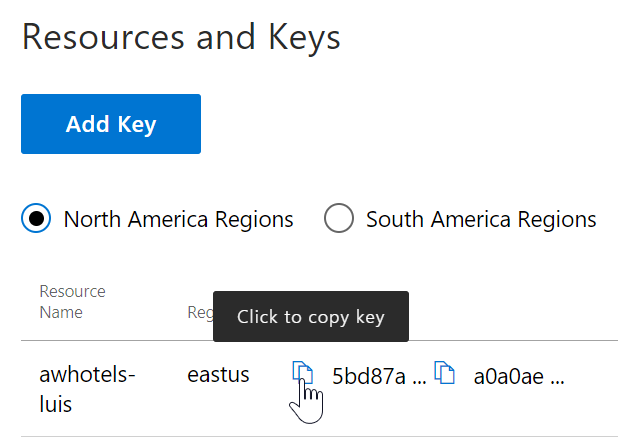 Resources and Keys
Add Key
North America Regions
South America Regions
Resource
Name
Reg
Click to copy key
awhotels-
luis
eastus
5bd87a ...
a0a0ae ...